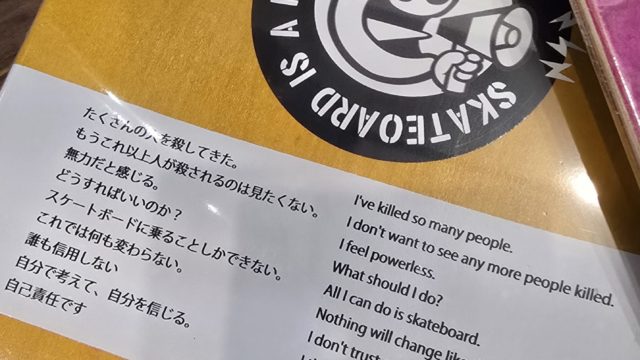 SKATEBOARD IS A
たくさんの人を殺してきた。
もうこれ以上人が殺されるのは見たくない。
無力だと感じる。
どうすればいいのか？
スケートボードに乗ることしかできない。
これでは何も変わらない。
誰も信用しない
自分で考えて、自分を信じる。
自己責任です
I've killed so many people.
I don't want to see any more people killed.
I feel powerless.
What should I do?
All I can do is skateboard.
Nothing will change like
I don't trust